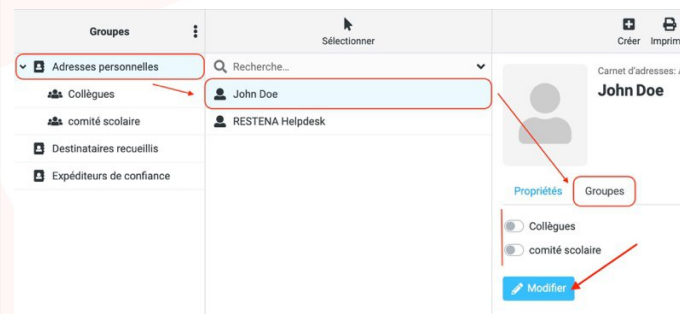 Groupes
Sélectionner
Créer
Adresses personnelles
Collègues
comité scolaire
Destinataires recueillis
Expéditeurs de confiance
Recherche...
John Doe
RESTENA Helpdesk
Carnet d'adresses:
John Doe
Propriétés
Groupes
Collègues
comité scolaire
Modifier